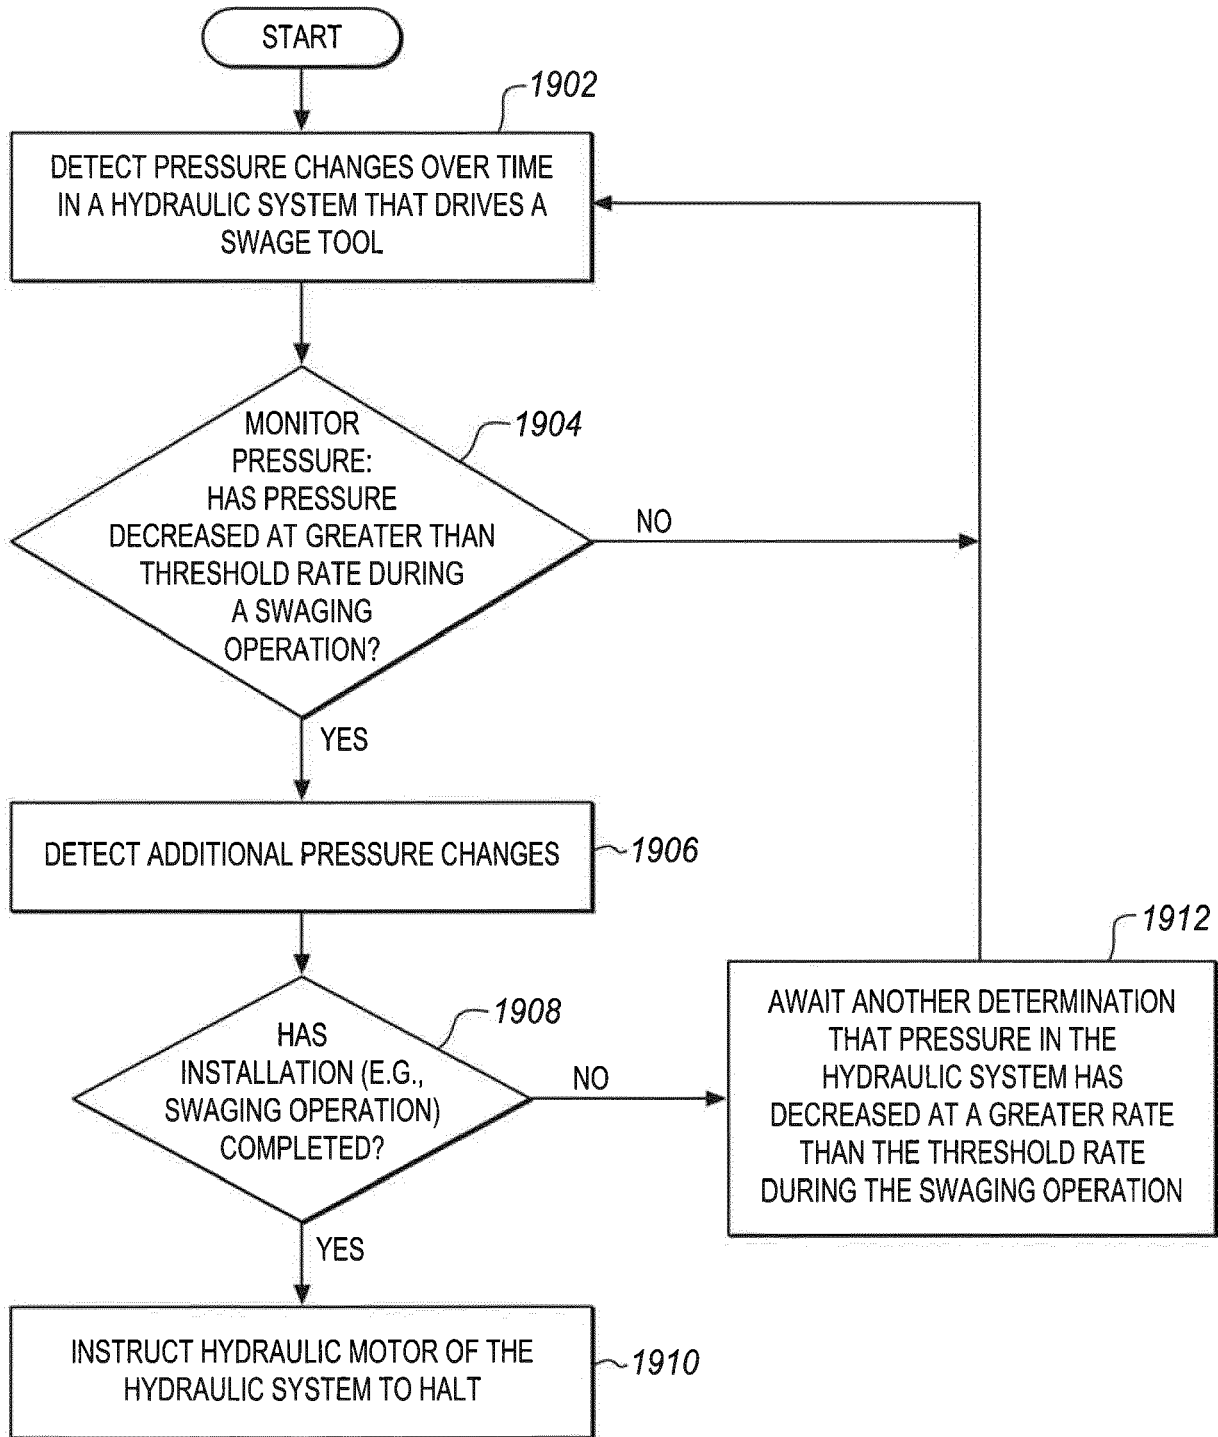 START
1902
DETECT PRESSURE CHANGES OVER TIME
IN A HYDRAULIC SYSTEM THAT DRIVES A
SWAGE TOOL
1904
MONITOR
PRESSURE:
HAS PRESSURE
DECREASED AT GREATER THAN
THRESHOLD RATE DURING
A SWAGING
OPERATION?
NO
YES
DETECT ADDITIONAL PRESSURE CHANGES
1906
1908
HAS
INSTALLATION (E.G.,
SWAGING OPERATION)
COMPLETED?
NO
1912
AWAIT ANOTHER DETERMINATION
THAT PRESSURE IN THE
HYDRAULIC SYSTEM HAS
DECREASED AT A GREATER RATE
THAN THE THRESHOLD RATE
DURING THE SWAGING OPERATION
YES
INSTRUCT HYDRAULIC MOTOR OF THE
HYDRAULIC SYSTEM TO HALT
1910